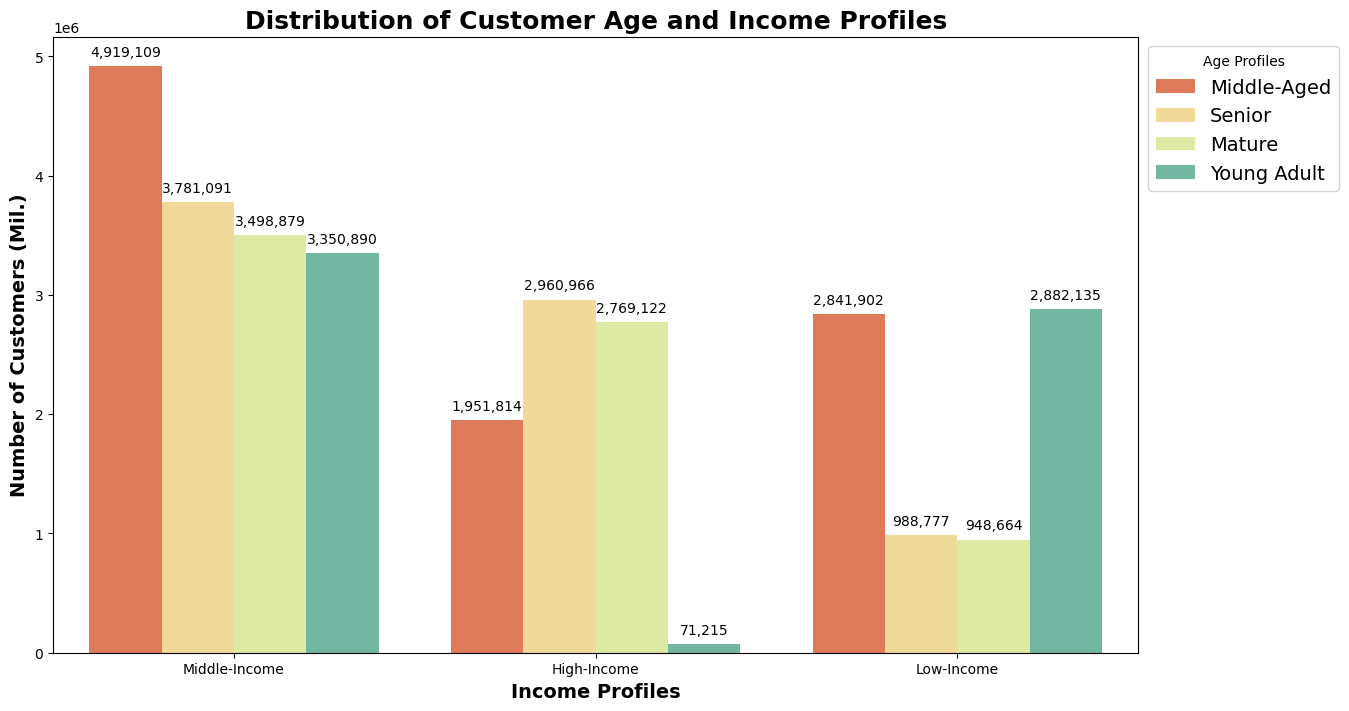 Distribution of Customer Age and Income Profiles
1e6
5
4
3
2
1
0
Number of Customers (Mil.)
4,919,109
3,781,091
3,498,879
3,350,890
1,951,814
2,960,966
2,769,122
71,215
2,841,902
988,777
948,664
2,882,135
Middle-Income
High-Income
Low-Income
Income Profiles
Age Profiles
Middle-Aged
Senior
Mature
Young Adult